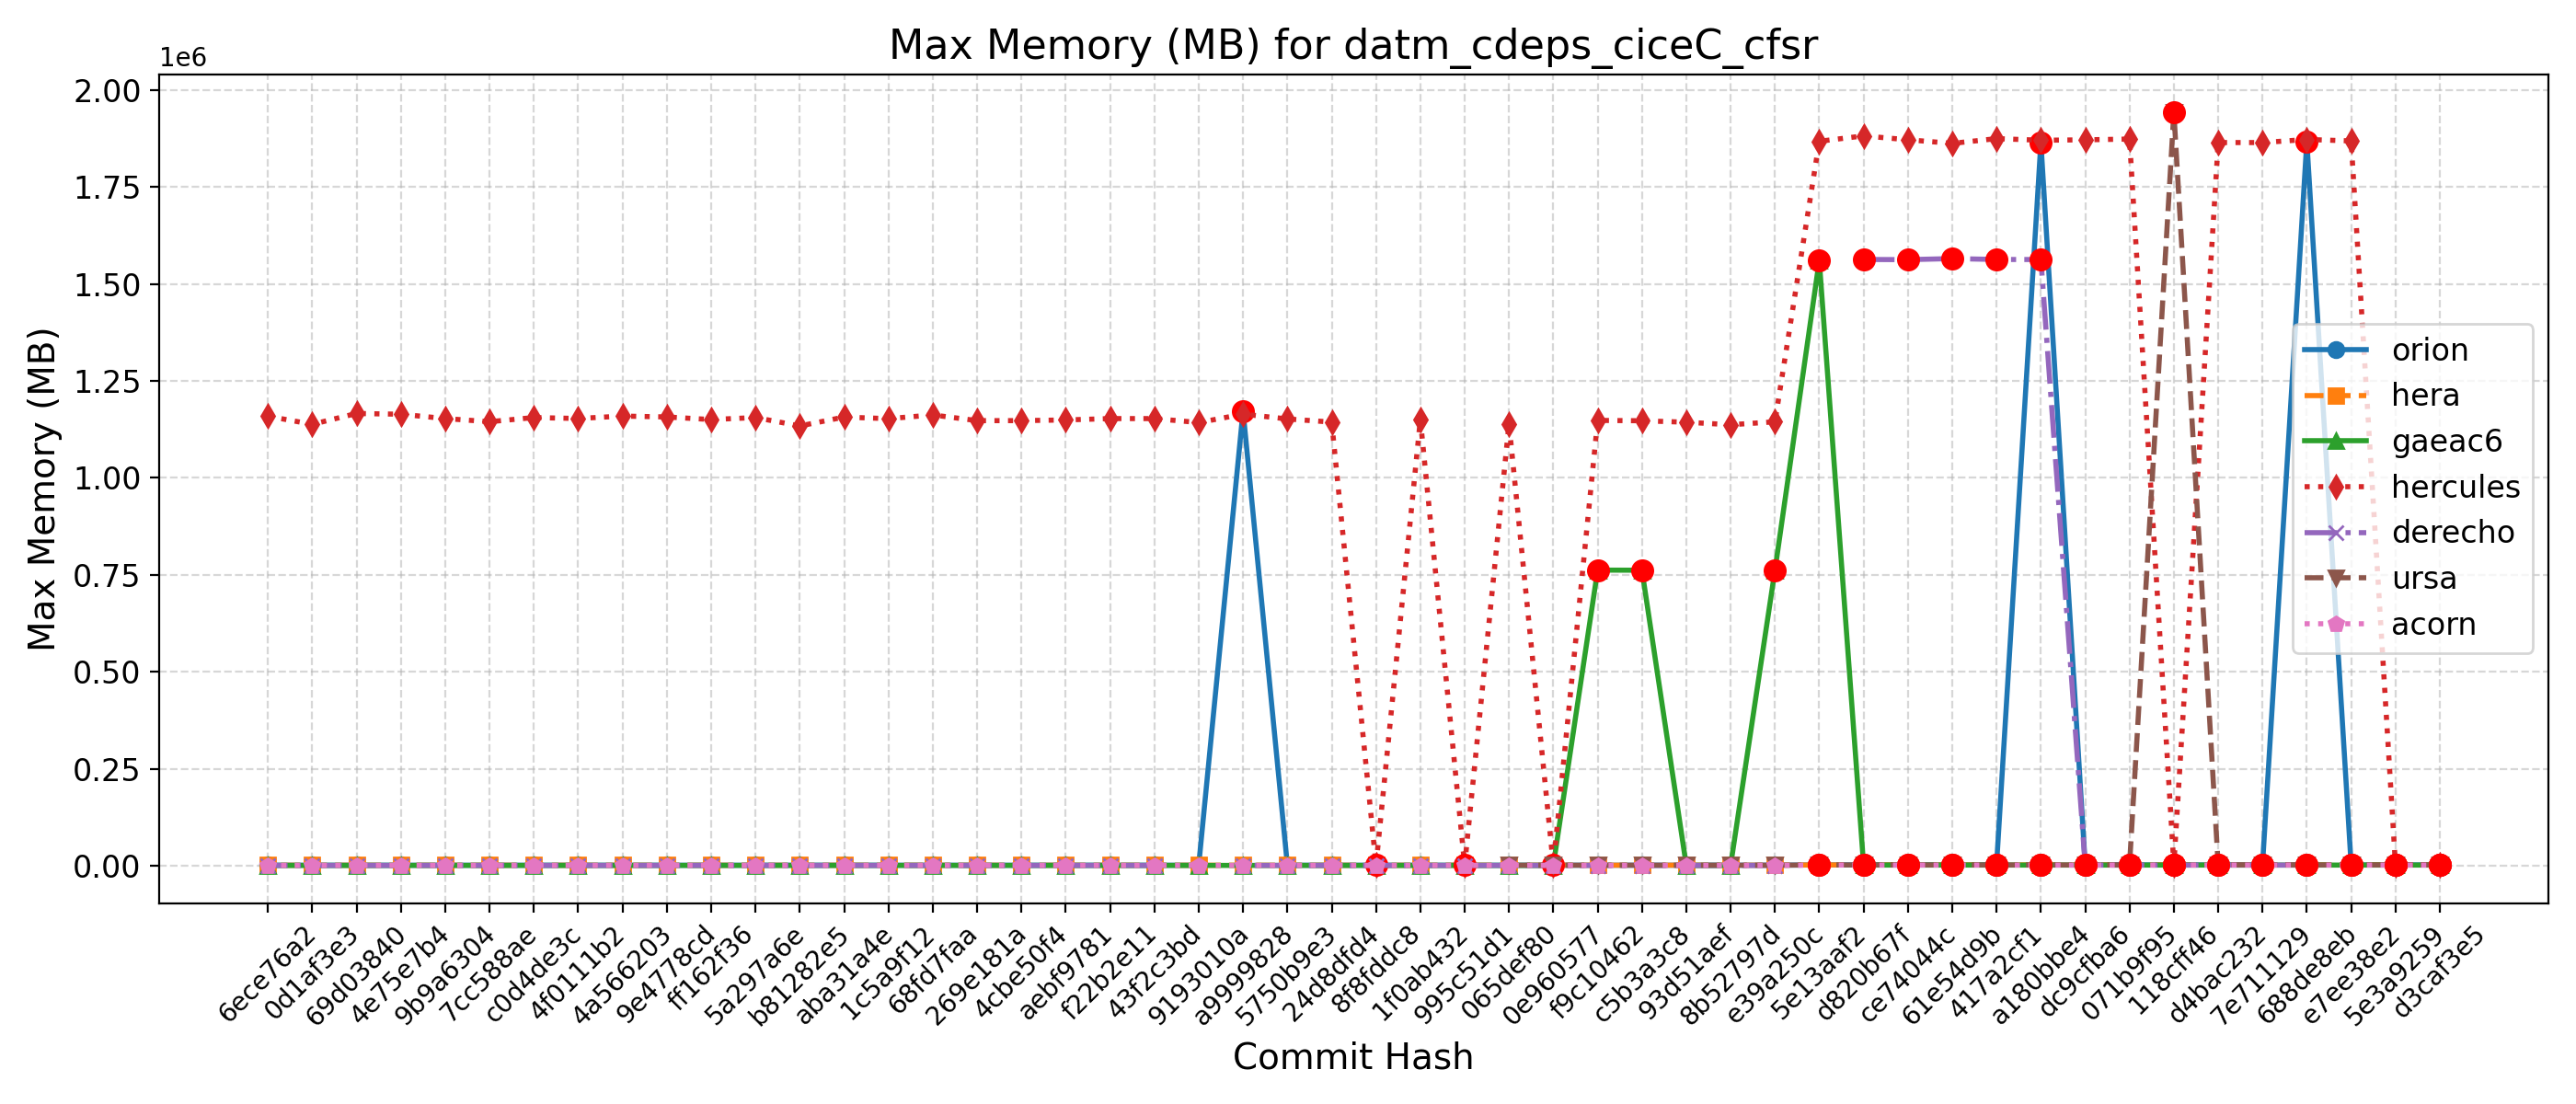 Max Memory (MB) for datm_cdeps_ciceC_cfsr
1e6
2.00
1.75
1.50
1.25
1.00
0.75
0.50
0.25
0.00
Max Memory (MB)
orion
hera
gaeac6
hercules
derecho
ursa
acorn
6ece76a2
0d1af3e3
69d03840
4e75e7b4
9b9a6304
7cc588ae
c0d4de3c
4f0111b2
4a566203
9e4778cd
ff162f36
5a297a6e
b81282e5
aba31a4e
1c5a9f12
68fd7faa
269e181a
4cbe50f4
aebf9781
f22b2e11
43f2c3bd
9193010a
a9999828
5750b9e3
24d8dfd4
8f8fddc8
1f0ab432
995c51d1
065def80
0e960577
f9c10462
c5b3a3c8
93d51aef
8b52797d
e39a250c
5e13aaf2
d820b67f
ce74044c
61e54d9b
417a2cf1
a180bbe4
dc9cfba6
071b9f95
118cff46
d4bac232
7e711129
688de8eb
e7ee38e2
5e3a9259
d3caf3e5
Commit Hash